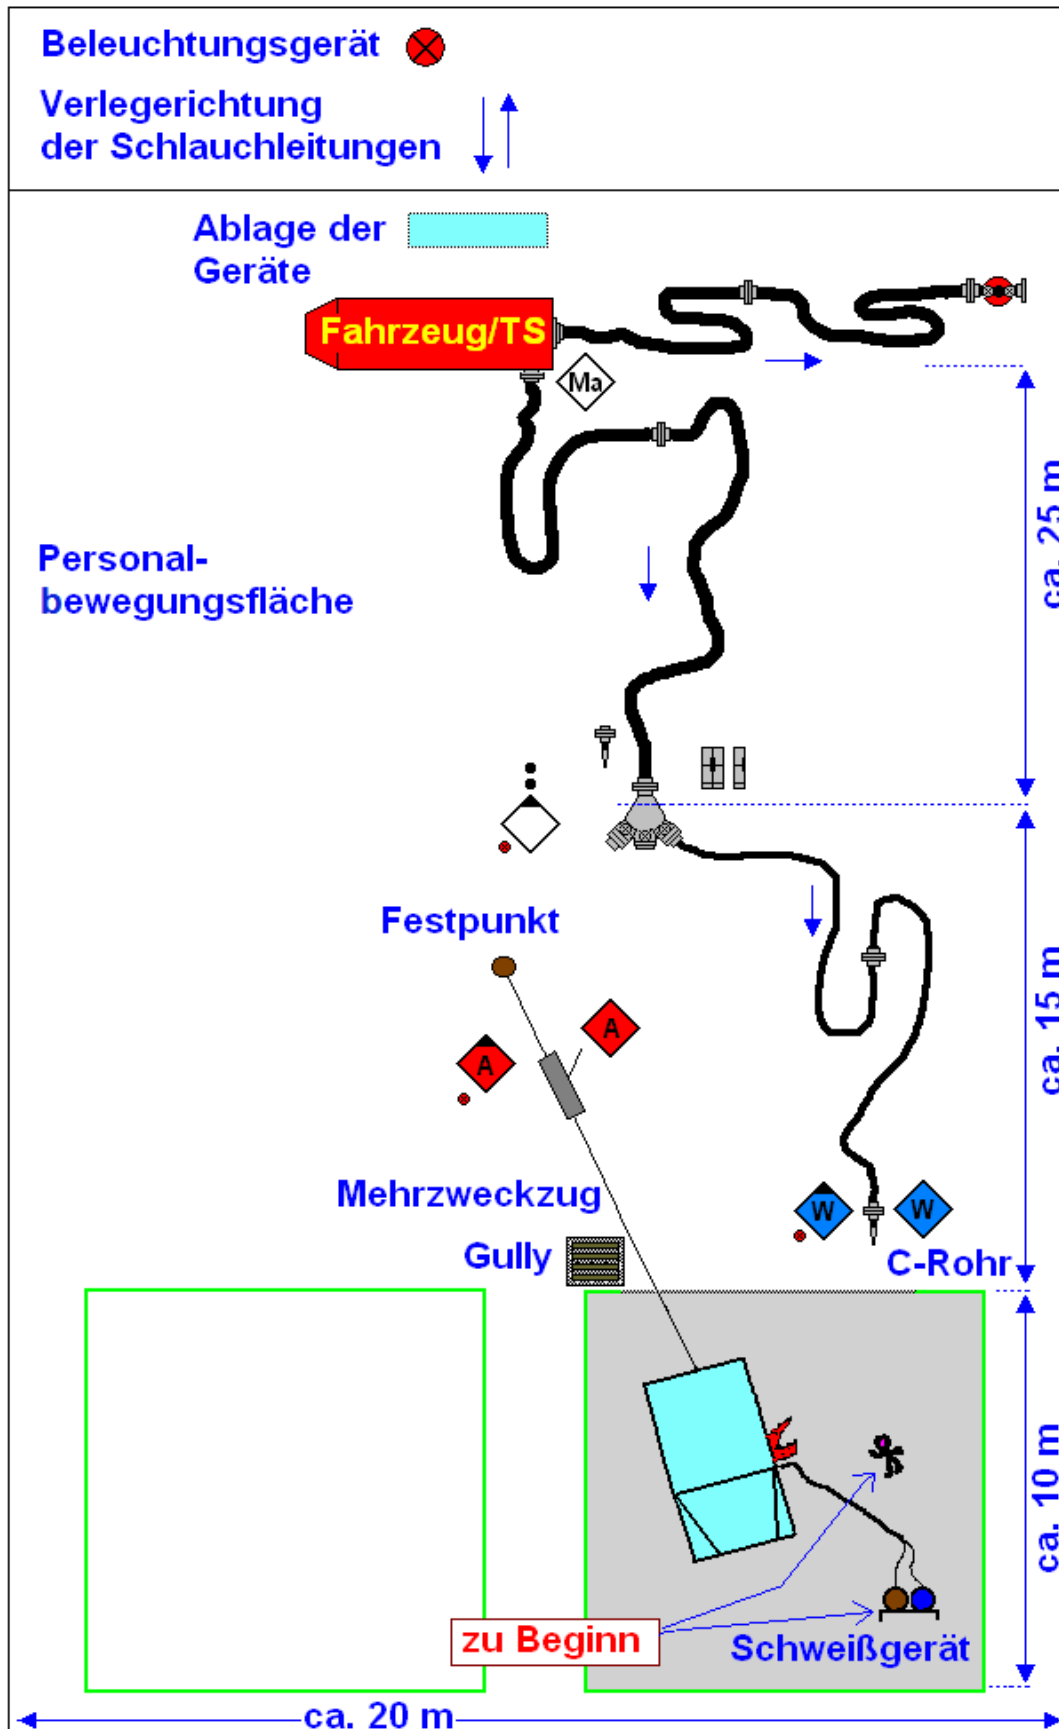 Beleuchtungsgerät
Verlegerichtung
der Schlauchleitungen
Ablage der
Geräte
Fahrzeug/TS
Ma
ca. 25 m
Personal-
bewegungsfläche
Festpunkt
A
A
ca. 15 m
Mehrzweckzug
W
W
Gully
C-Rohr
ca. 10 m
zu Beginn
Schweißgerät
ca. 20 m